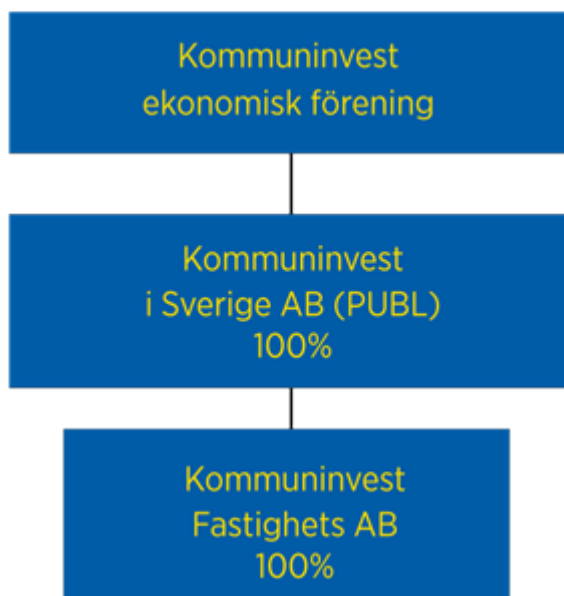 Kommuninvest
ekonomisk förening
Kommuninvest
i Sverige AB (PUBL)
100%
Kommuninvest
Fastighets AB
100%